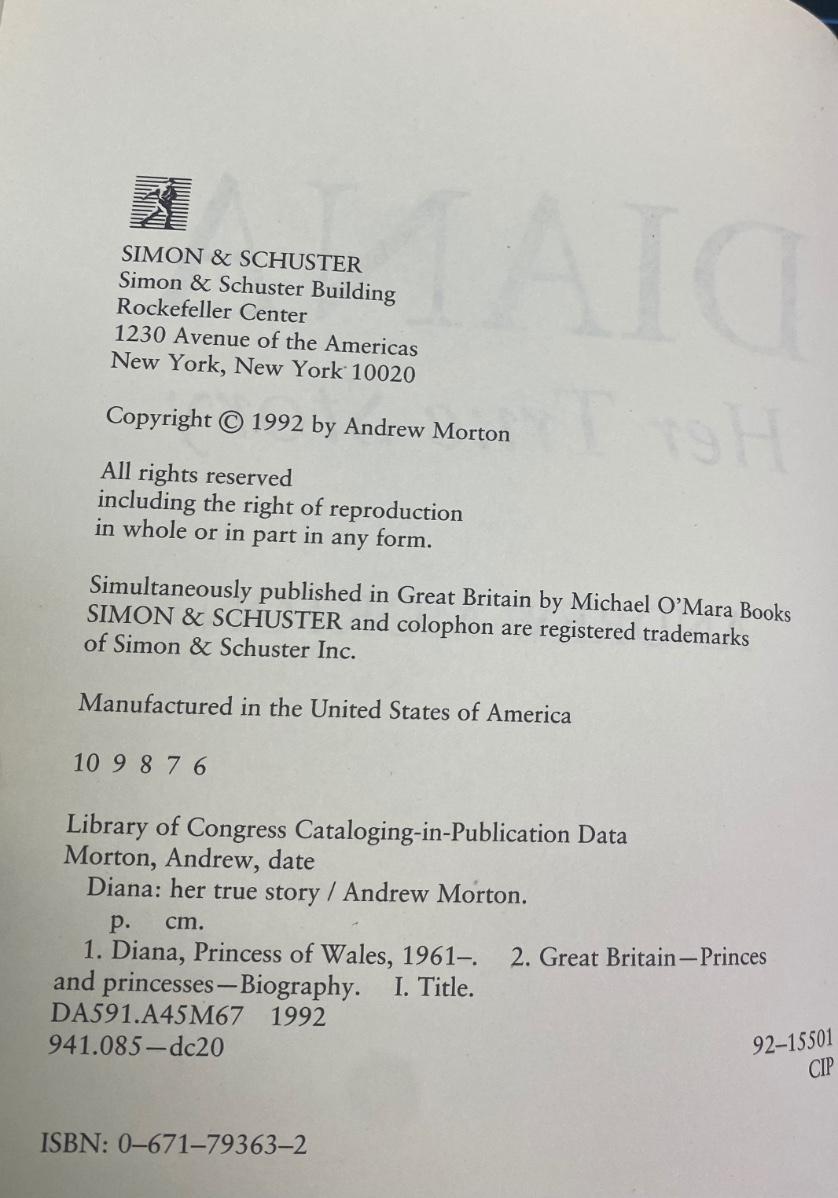 SIMON & SCHUSTER
Simon & Schuster Building
Rockefeller Center
1230 Avenue of the Americas
New York, New York 10020
Copyright © 1992 by Andrew Morton
All rights reserved
including the right of reproduction
in whole or in part in any form.
Simultaneously published in Great Britain by Michael O'Mara Books
SIMON & SCHUSTER and colophon are registered trademarks
of Simon & Schuster Inc.
Manufactured in the United States of America
10 9 8 7 6
Library of Congress Cataloging-in-Publication Data
Morton, Andrew, date
Diana: her true story / Andrew Morton.
p. cm.
1. Diana, Princess of Wales, 1961–. 2. Great Britain—Princes
and princesses—Biography. I. Title.
DA591.A45M67 1992
941.085—dc20
92–15501
CIP
ISBN: 0–671–79363–2
DIANA
Her True Story